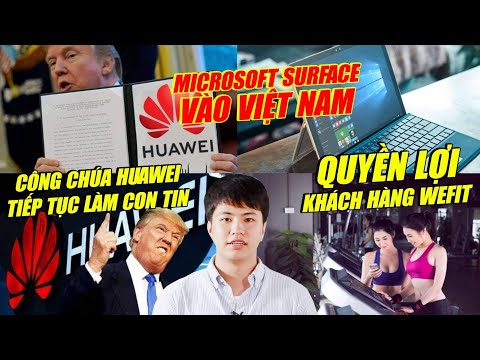 MICROSOFT SURFACE
VÀO VIỆT NAM
HUAWEI
CÔNG CHÚA HUAWEI
TIẾP TỤC LÀM CON TIN
QUYỀN LỢI
KHÁCH HÀNG WEFIT
HUAWEI